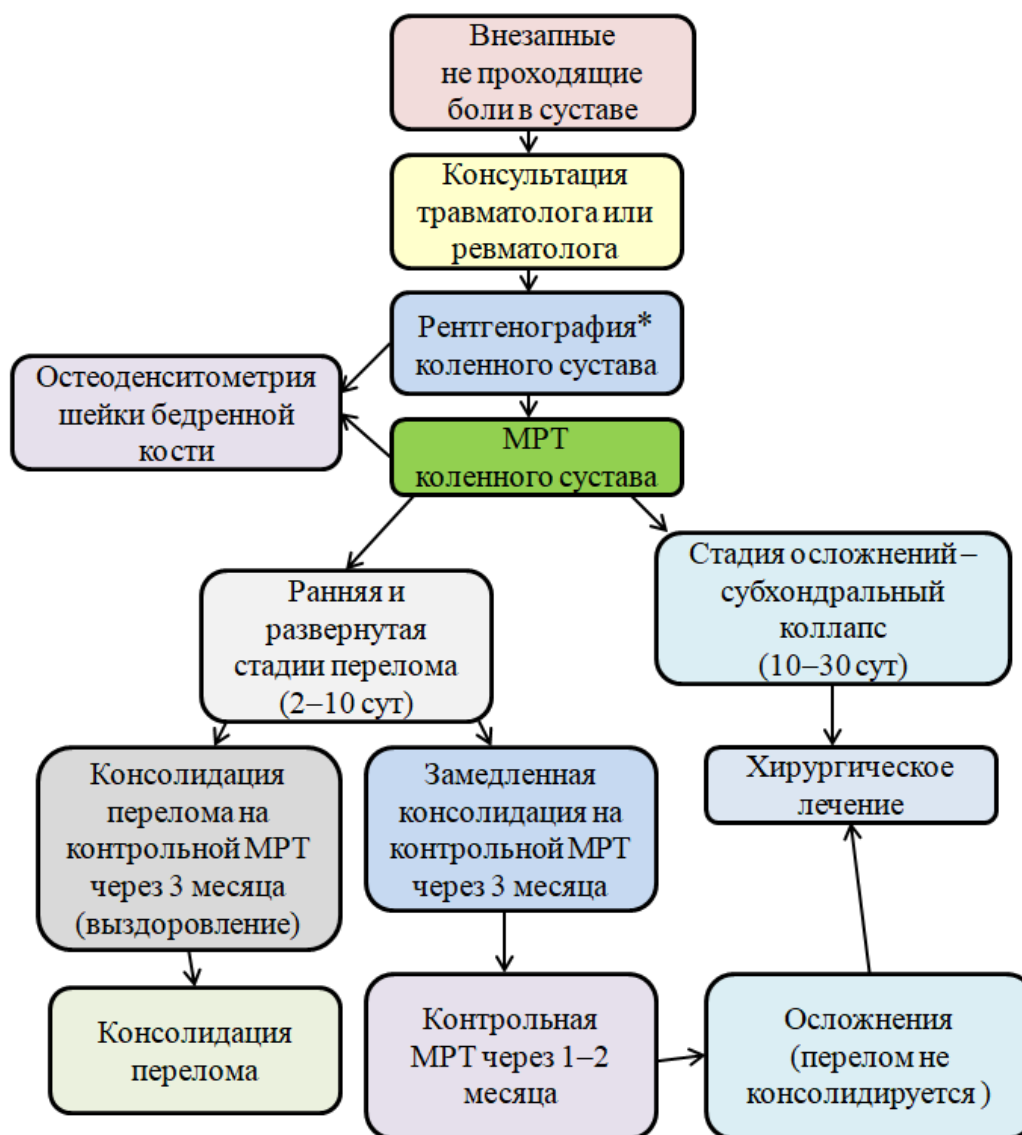 Внезапные
не проходящие
боли в суставе
Консультация
травматолога или
ревматолога
Рентгенография*
коленного сустава
Остеоденситометрия
шейки бедренной
кости
МРТ
коленного сустава
Ранняя и
развернутая
стадии перелома
(2–10 сут)
Стадия осложнений –
субхондральный
коллапс
(10–30 сут)
Консолидация
перелома на
контрольной МРТ
через 3 месяца
(выздоровление)
Замедленная
консолидация на
контрольной МРТ
через 3 месяца
Хирургическое
лечение
Консолидация
перелома
Контрольная
МРТ через 1–2
месяца
Осложнения
(перелом не
консолидируется )